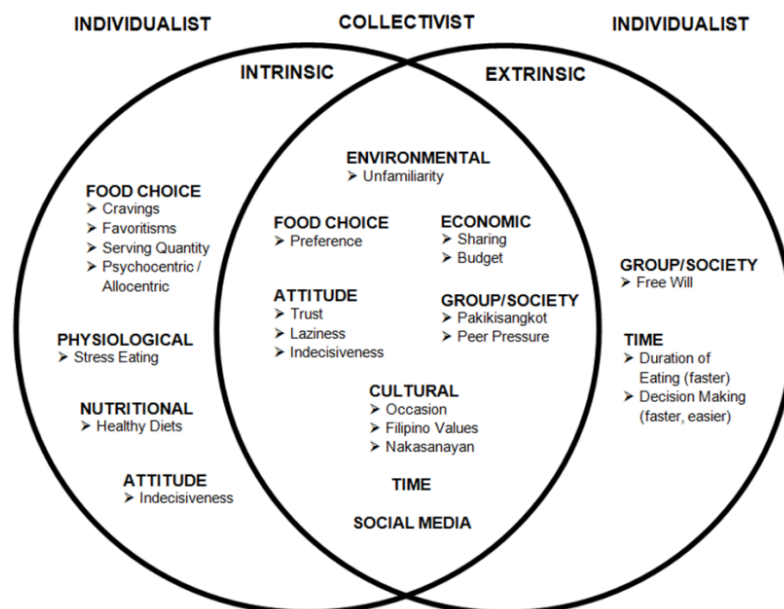 INDIVIDUALIST
COLLECTIVIST
INDIVIDUALIST
INTRINSIC
EXTRINSIC
FOOD CHOICE
➢ Cravings
➢ Favoritisms
➢ Serving Quantity
➢ Psychocentric /
Allocentric
PHYSIOLOGICAL
➢ Stress Eating
NUTRITIONAL
➢ Healthy Diets
ATTITUDE
➢ Indecisiveness
ENVIRONMENTAL
➢ Unfamiliarity
FOOD CHOICE
➢ Preference
ECONOMIC
➢ Sharing
➢ Budget
ATTITUDE
➢ Trust
➢ Laziness
➢ Indecisiveness
GROUP/SOCIETY
➢ Pakikisangkot
➢ Peer Pressure
CULTURAL
➢ Occasion
➢ Filipino Values
➢ Nakasanayan
TIME
SOCIAL MEDIA
GROUP/SOCIETY
➢ Free Will
TIME
➢ Duration of
Eating (faster)
➢ Decision Making
(faster, easier)